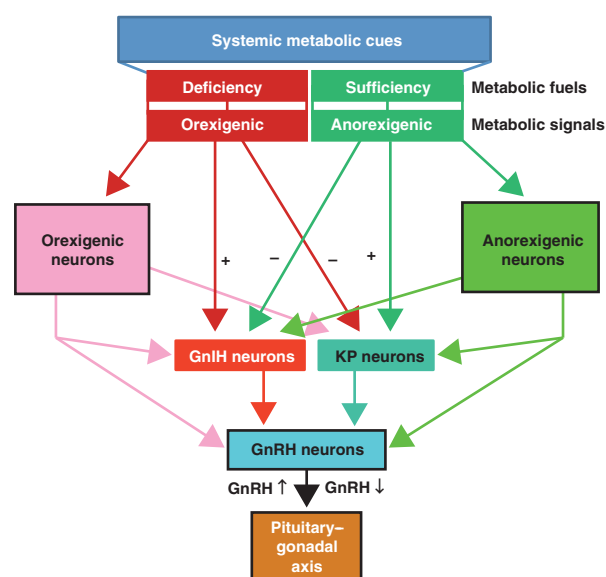 Systemic metabolic cues
Deficiency
Sufficiency
Metabolic fuels
Orexigenic
Anorexigenic
Metabolic signals
Orexigenic
neurons
Anorexigenic
neurons
+
–
–
+
GnIH neurons
KP neurons
GnRH neurons
GnRH ↑
GnRH ↓
Pituitary–
gonadal
axis